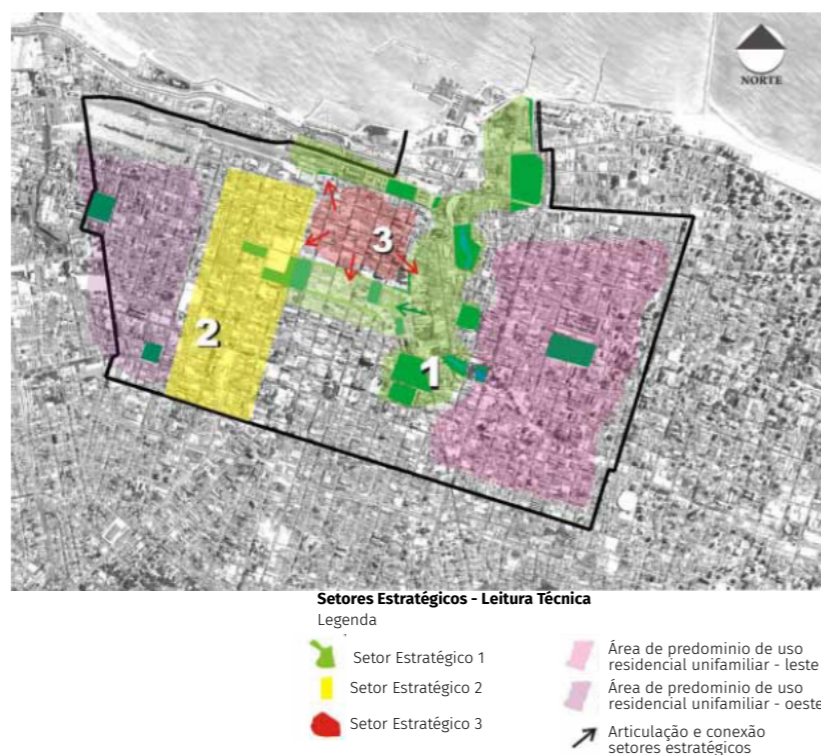 NORTE
3
2
1
Setores Estratégicos - Leitura Técnica
Legenda
Setor Estratégico 1
Setor Estratégico 2
Setor Estratégico 3
Área de predominio de uso
residencial unifamiliar - leste
Área de predominio de uso
residencial unifamiliar - oeste
Articulação e conexão
setores estratégicos